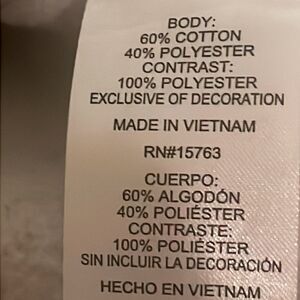 BODY:
60% COTTON
40% POLYESTER
CONTRAST:
100% POLYESTER
EXCLUSIVE OF DECORATION
MADE IN VIETNAM
RN#15763
CUERPO:
60% ALGODÓN
40% POLIÉSTER
CONTRASTE:
100% POLIÉSTER
SIN INCLUIR LA DECORACIÓN
HECHO EN VIETNAM